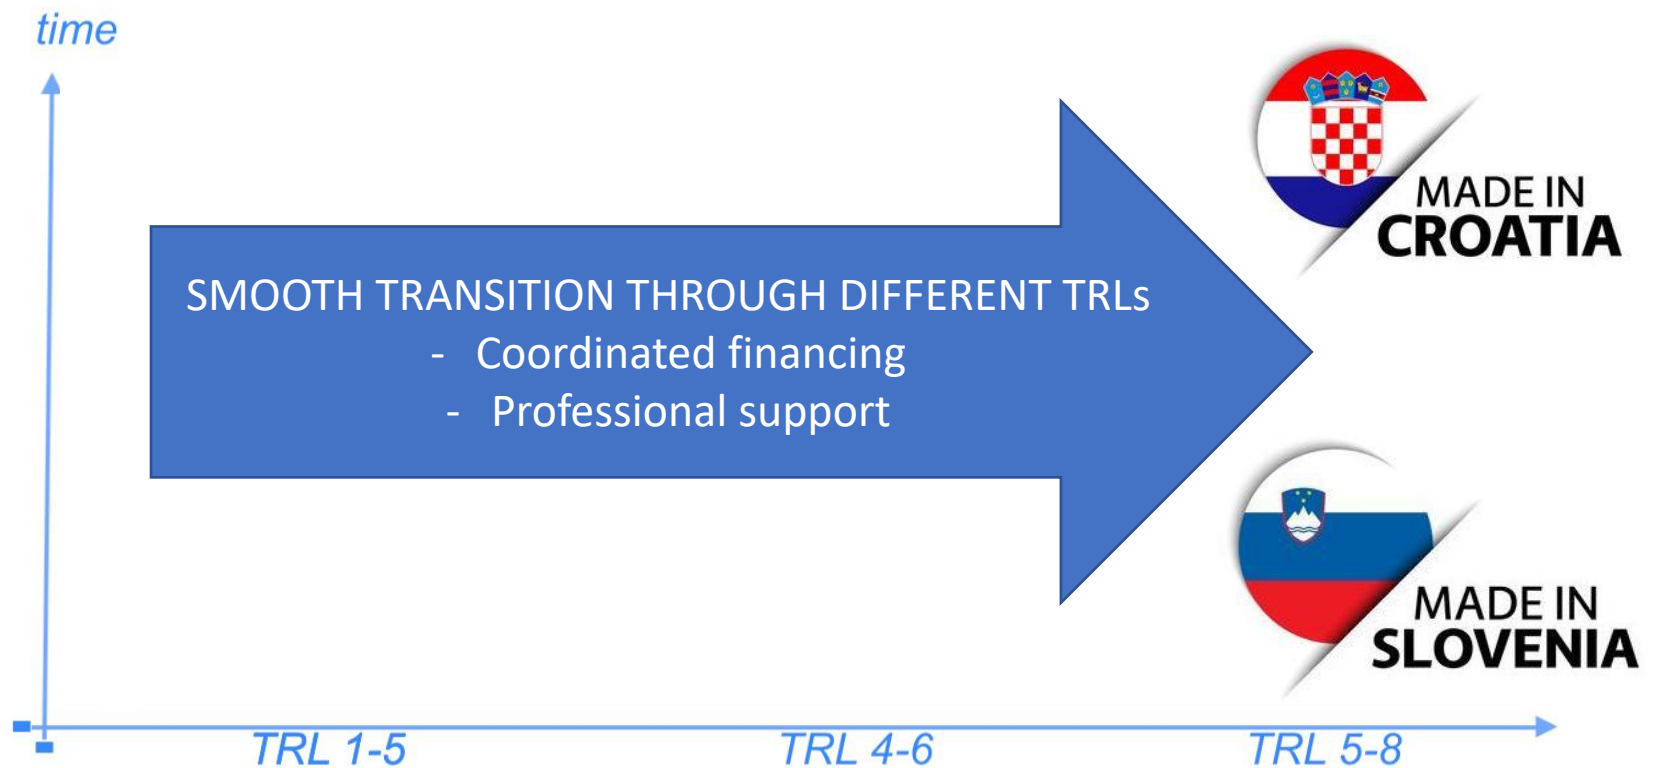 time
SMOOTH TRANSITION THROUGH DIFFERENT TRLs
- Coordinated financing
- Professional support
MADE IN
CROATIA
MADE IN
SLOVENIA
TRL 1-5
TRL 4-6
TRL 5-8